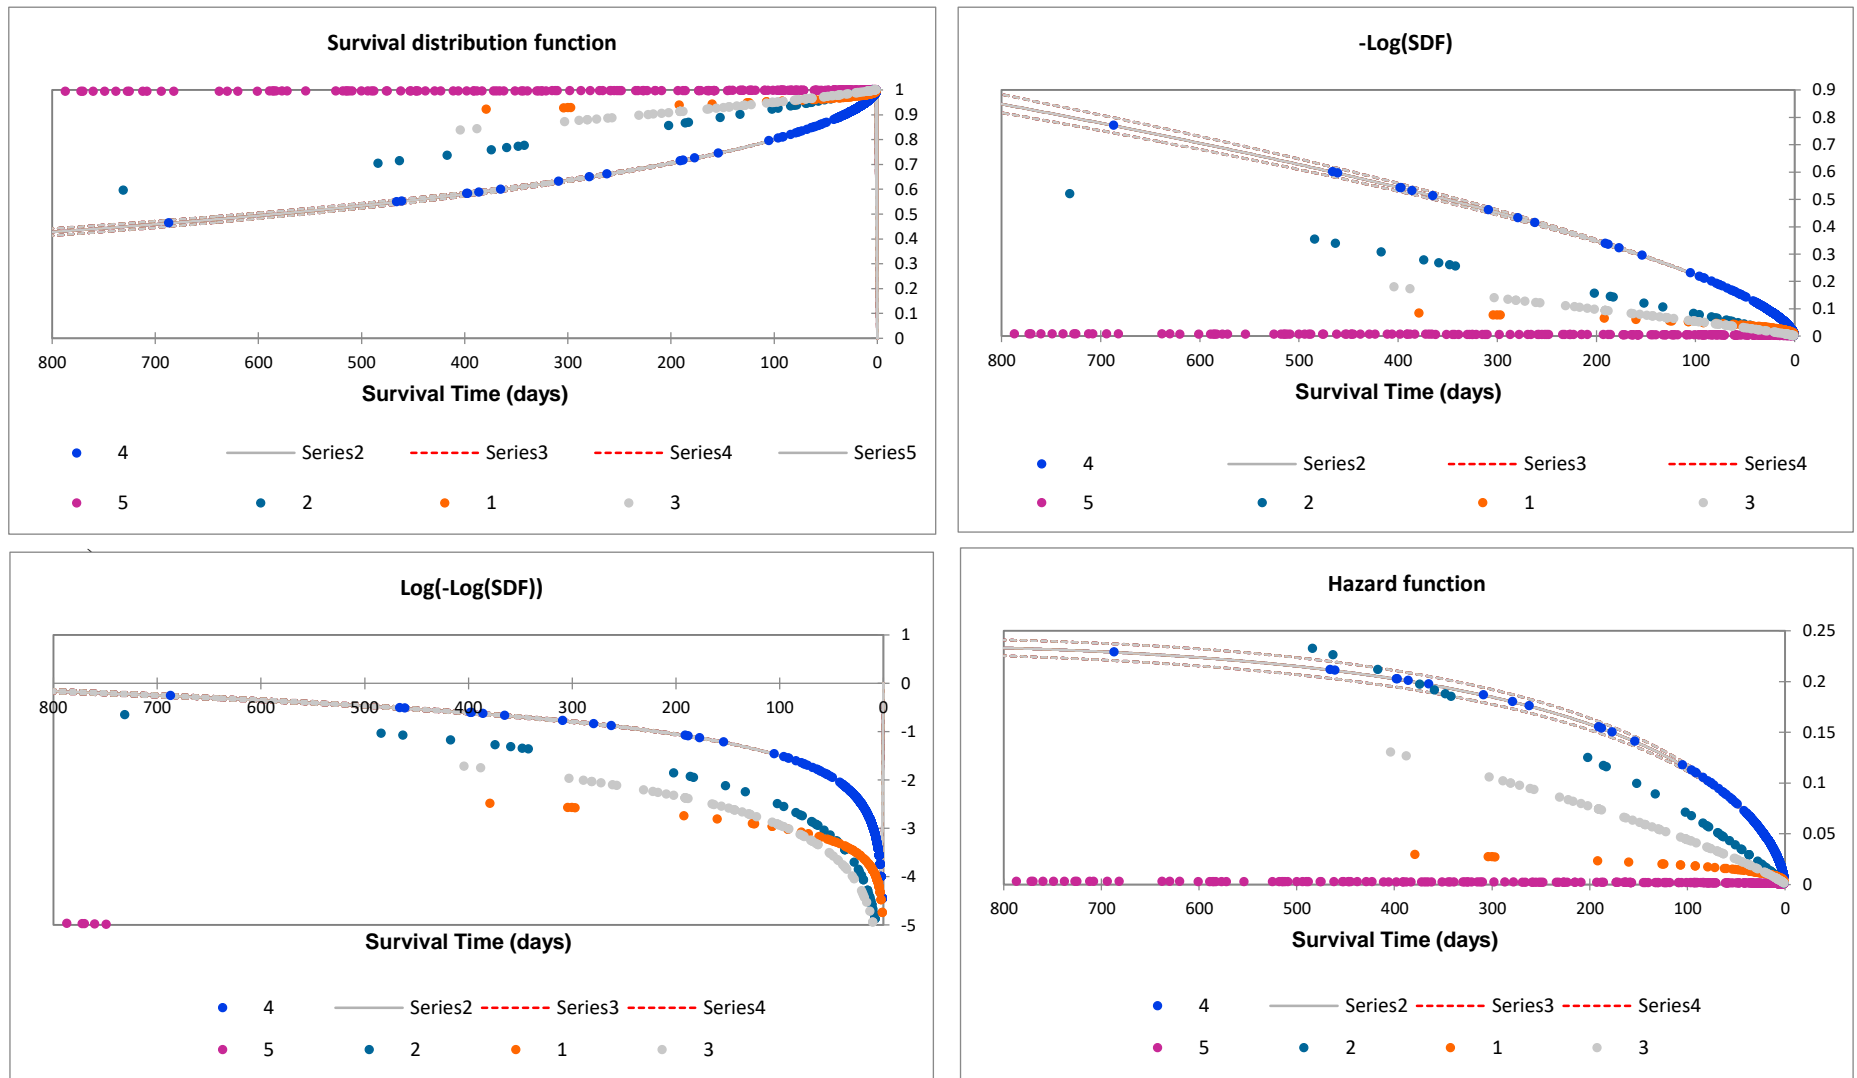 Survival distribution function
1
0.9
0.8
0.7
0.6
0.5
0.4
0.3
0.2
0.1
0
800 700 600 500 400 300 200 100 0
Survival Time (days)
4 Series2 Series3 Series4 Series5
5 2 1 3
-Log(SDF)
0.9
0.8
0.7
0.6
0.5
0.4
0.3
0.2
0.1
0
800 700 600 500 400 300 200 100 0
Survival Time (days)
4 Series2 Series3 Series4
5 2 1 3
Log(-Log(SDF))
1
0
800 700 600 500 400 300 200 100 0
-1
-2
-3
-4
-5
Survival Time (days)
4 Series2 Series3 Series4
5 2 1 3
Hazard function
0.25
0.2
0.15
0.1
0.05
0
800 700 600 500 400 300 200 100 0
Survival Time (days)
4 Series2 Series3 Series4
5 2 1 3